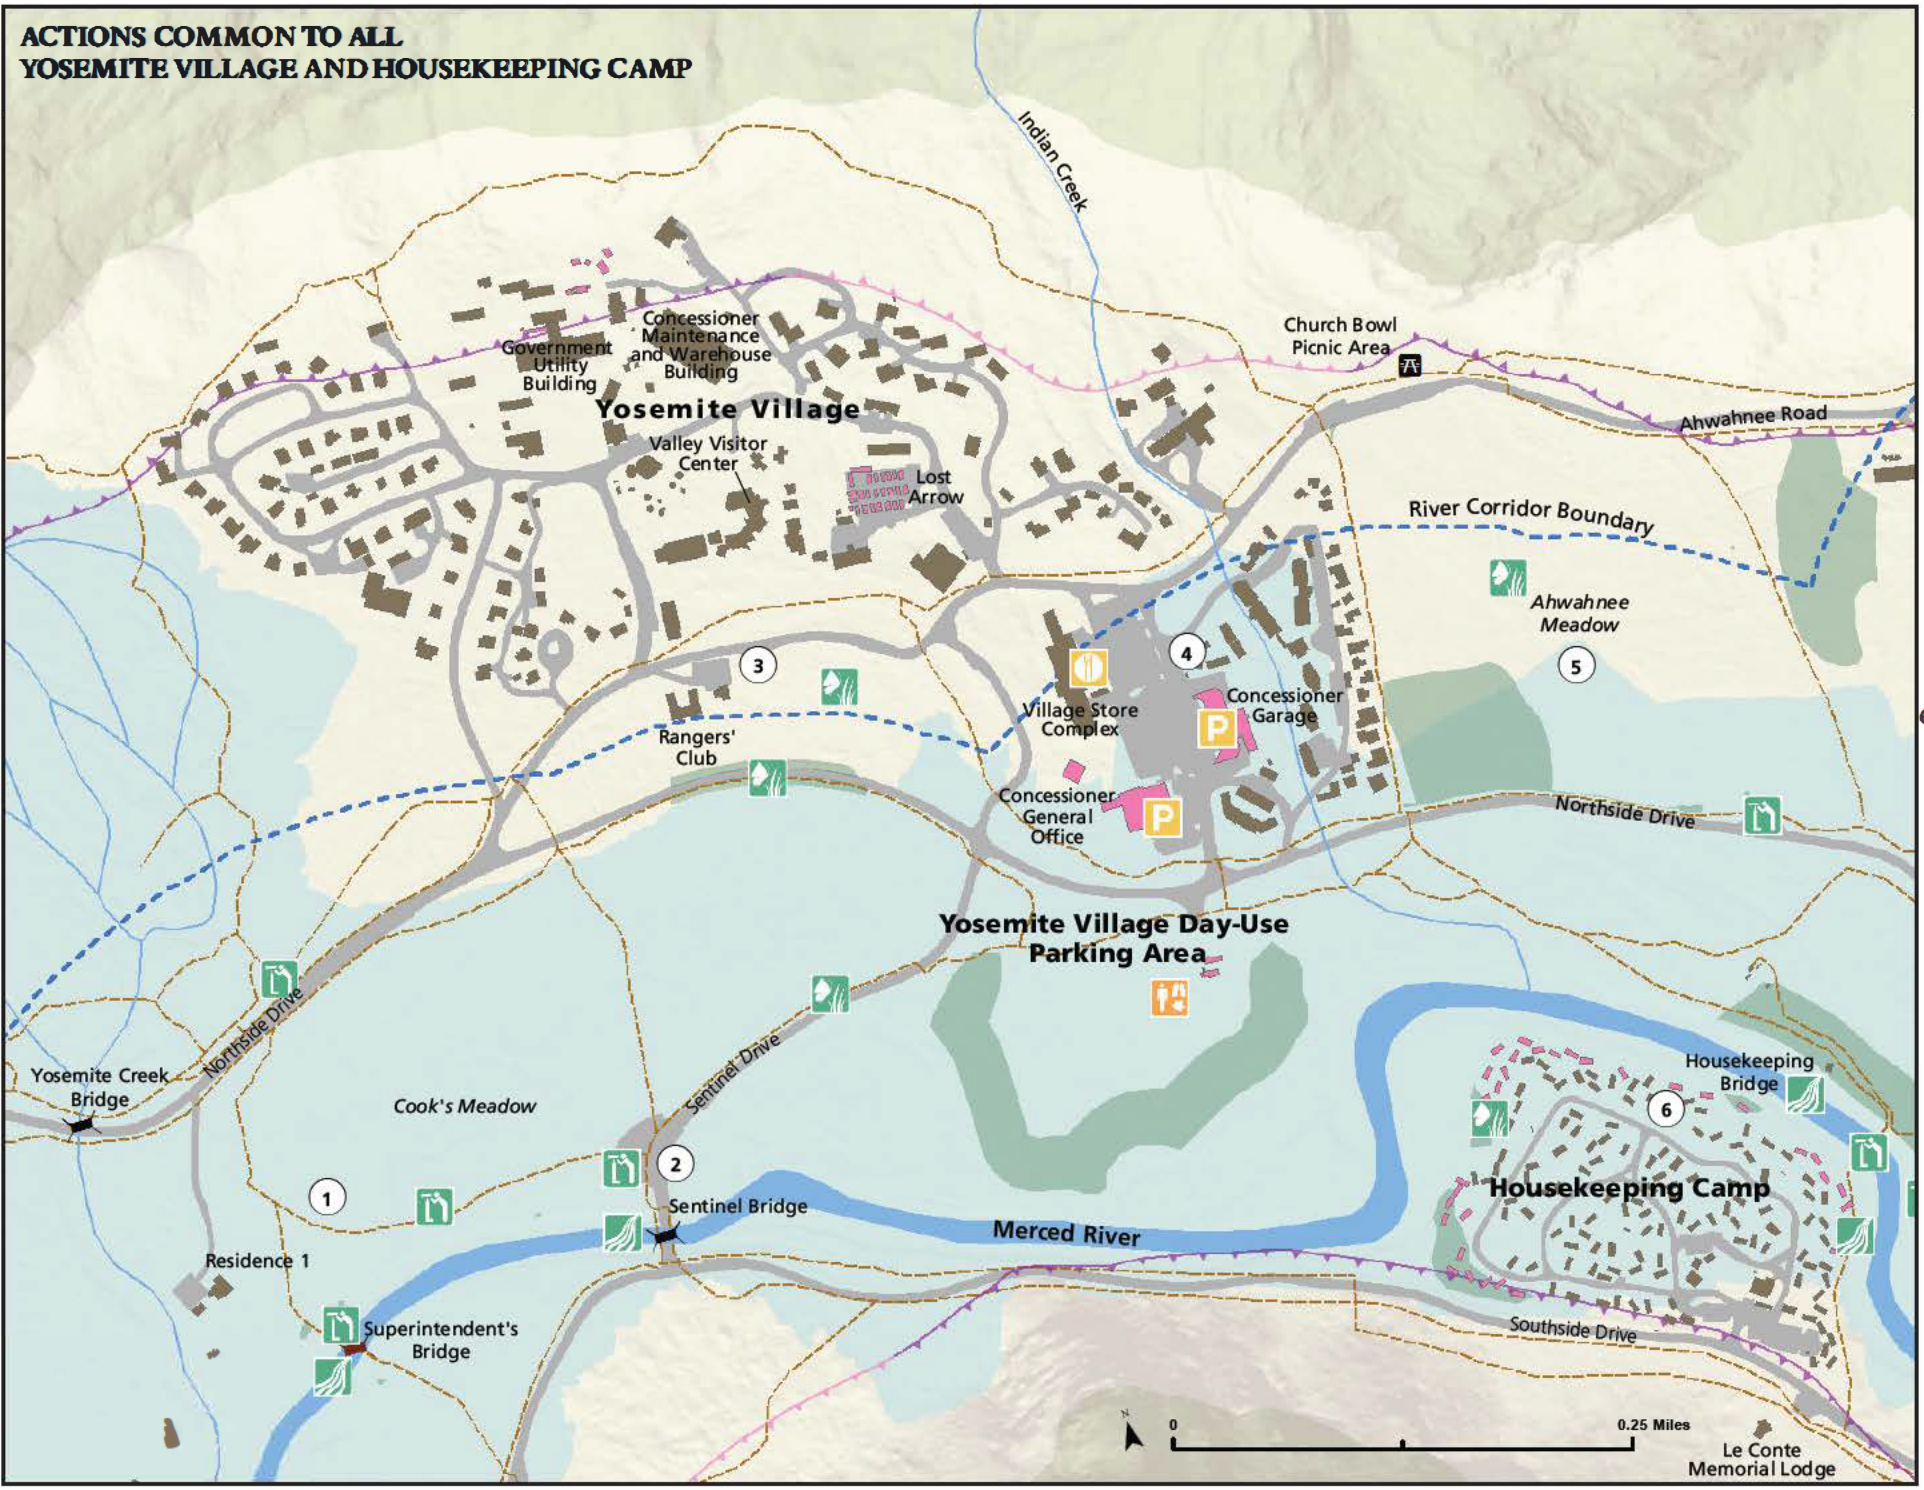 ACTIONS COMMON TO ALL
YOSEMITE VILLAGE AND HOUSEKEEPING CAMP
Indian Creek
Church Bowl
Picnic Area
Concessioner
Maintenance
and Warehouse
Building
Government
Utility
Building
Yosemite Village
Ahwahnee Road
Valley Visitor
Center
Lost
Arrow
River Corridor Boundary
Ahwahnee
Meadow
3
4
5
P
Concessioner
Garage
Village Store
Complex
Rangers'
Club
Concessioner
General
Office
P
Northside Drive
Yosemite Village Day-Use
Parking Area
Northside Drive
Yosemite Creek
Bridge
Sentinel Drive
Cook's Meadow
Housekeeping
Bridge
6
1
2
Sentinel Bridge
Housekeeping Camp
Merced River
Residence 1
Superintendent's
Bridge
Southside Drive
N
0
0.25 Miles
Le Conte
Memorial Lodge